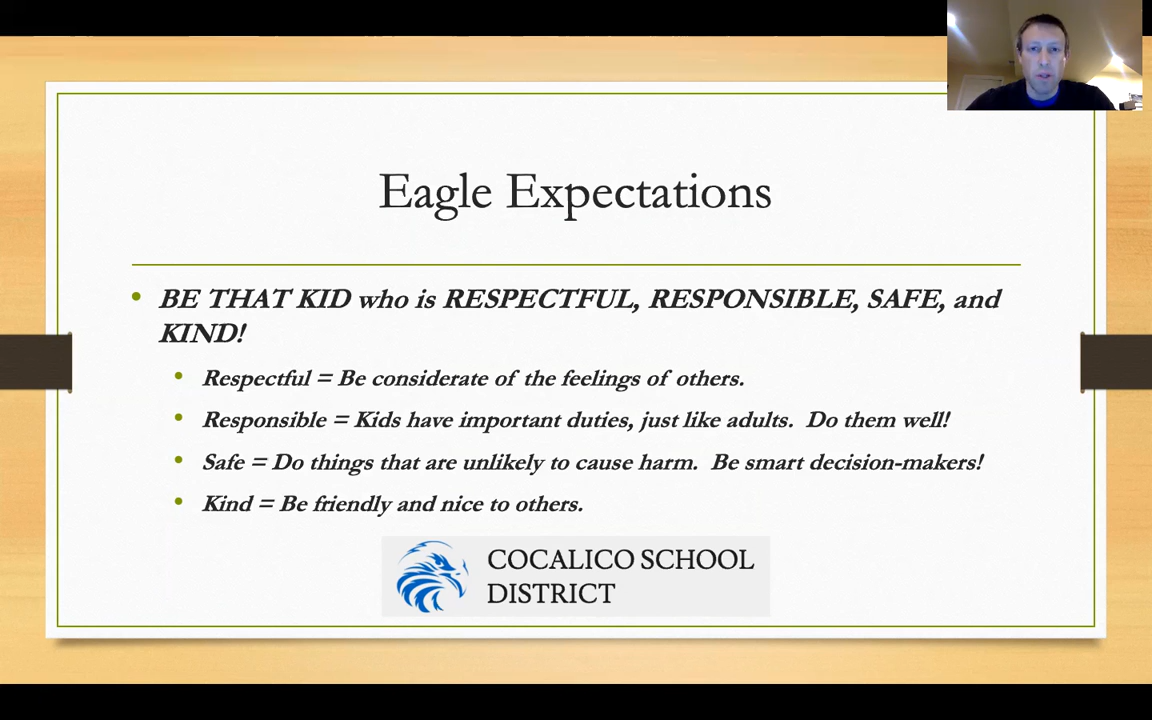 Eagle Expectations
BE THAT KID who is RESPECTFUL, RESPONSIBLE, SAFE, and
KIND!
Respectful = Be considerate of the feelings of others.
Responsible = Kids have important duties, just like adults.  Do them well!
Safe = Do things that are unlikely to cause harm.  Be smart decision-makers!
Kind = Be friendly and nice to others.
COCALICO SCHOOL
DISTRICT